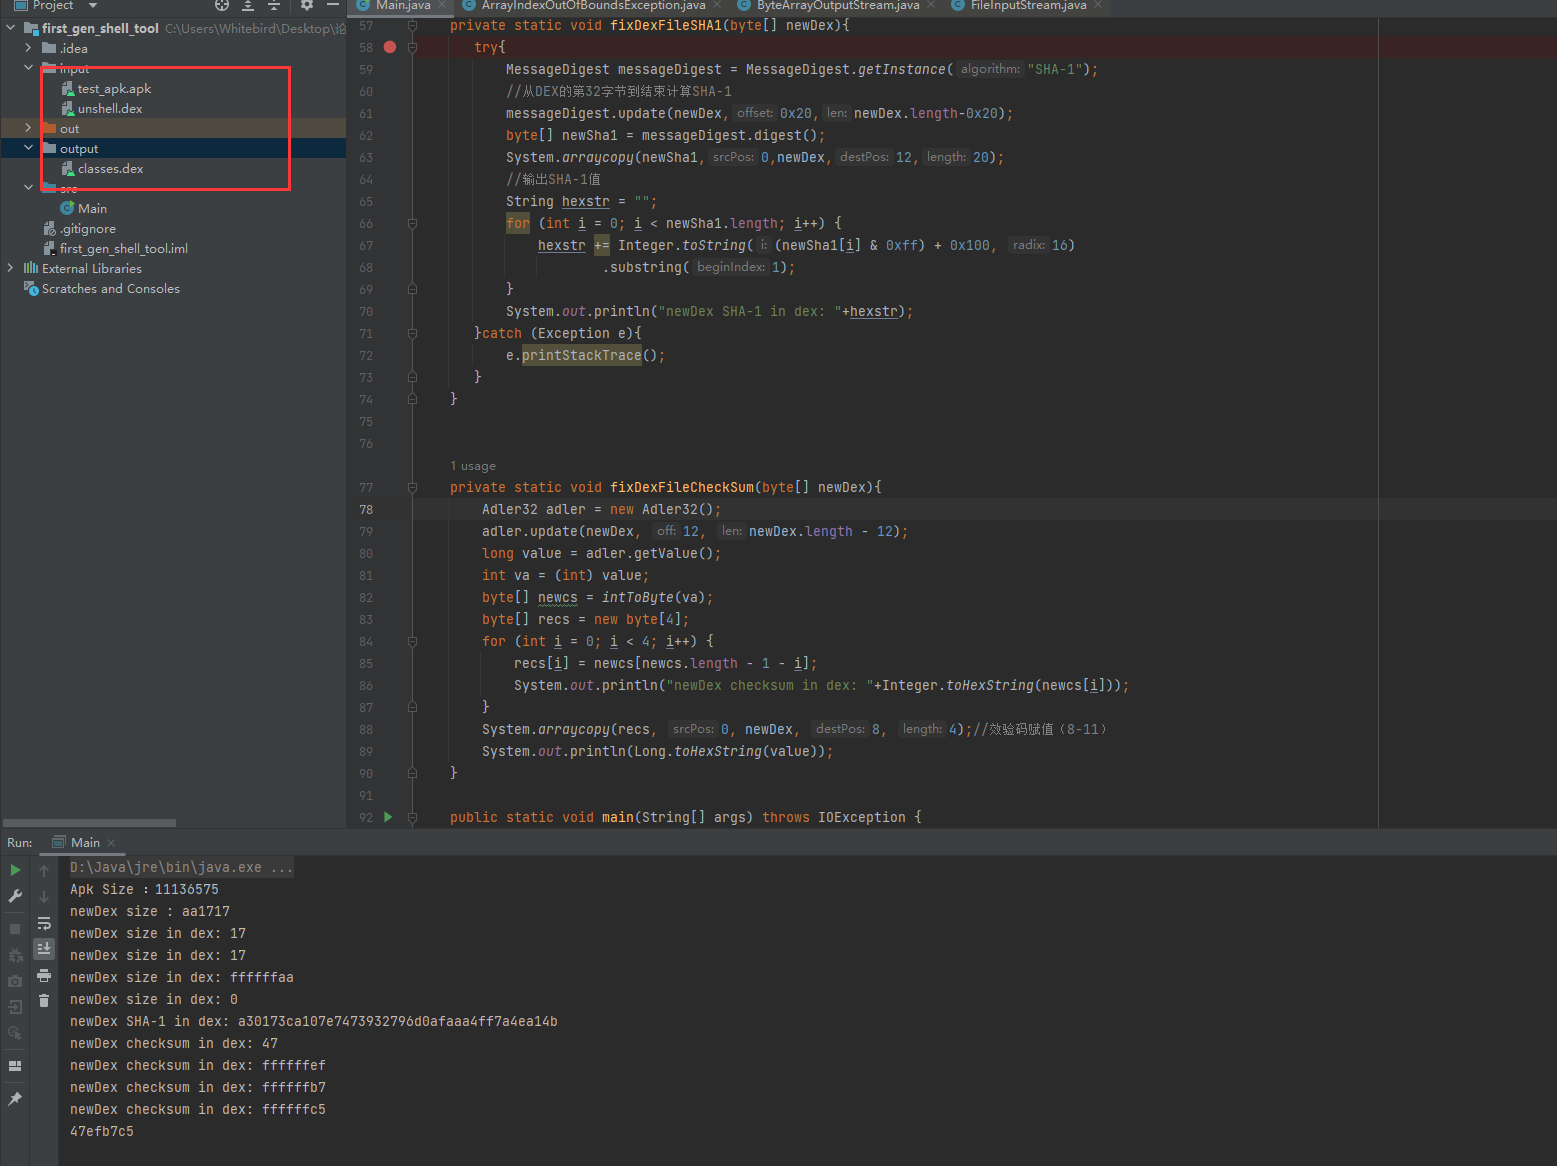 Project
Main.java
ArrayIndexOutOfBoundsException.java
ByteArrayOutputStream.java
FileInputStream.java
first_gen_shell_tool C:\Users\Whitebird\Desktop\论
.idea
input
test_apk.apk
unshell.dex
out
output
classes.dex
src
Main
.gitignore
first_gen_shell_tool.iml
External Libraries
Scratches and Consoles
57 private static void fixDexFileSHA1(byte[] newDex){
58 try{
59 MessageDigest messageDigest = MessageDigest.getInstance( algorithm: "SHA-1");
60 //从DEX的第32字节到结束计算SHA-1
61 messageDigest.update(newDex, offset: 0x20, len: newDex.length-0x20);
62 byte[] newSha1 = messageDigest.digest();
63 System.arraycopy(newSha1, srcPos: 0,newDex, destPos: 12, length: 20);
64 //输出SHA-1值
65 String hexstr = "";
66 for (int i = 0; i < newSha1.length; i++) {
67 hexstr += Integer.toString( i: (newSha1[i] & 0xff) + 0x100, radix: 16)
68 .substring( beginIndex: 1);
69 }
70 System.out.println("newDex SHA-1 in dex: "+hexstr);
71 }catch (Exception e){
72 e.printStackTrace();
73 }
74 }
75
76
1 usage
77 private static void fixDexFileCheckSum(byte[] newDex){
78 Adler32 adler = new Adler32();
79 adler.update(newDex, off: 12, len: newDex.length - 12);
80 long value = adler.getValue();
81 int va = (int) value;
82 byte[] newcs = intToByte(va);
83 byte[] recs = new byte[4];
84 for (int i = 0; i < 4; i++) {
85 recs[i] = newcs[newcs.length - 1 - i];
86 System.out.println("newDex checksum in dex: "+Integer.toHexString(newcs[i]));
87 }
88 System.arraycopy(recs, srcPos: 0, newDex, destPos: 8, length: 4);//效验码赋值（8-11）
89 System.out.println(Long.toHexString(value));
90 }
91
92 public static void main(String[] args) throws IOException {
Run: Main
D:\Java\jre\bin\java.exe ...
Apk Size ：11136575
newDex size : aa1717
newDex size in dex: 17
newDex size in dex: 17
newDex size in dex: ffffffaa
newDex size in dex: 0
newDex SHA-1 in dex: a30173ca107e7473932796d0afaaa4ff7a4ea14b
newDex checksum in dex: 47
newDex checksum in dex: ffffffef
newDex checksum in dex: ffffffb7
newDex checksum in dex: ffffffc5
47efb7c5